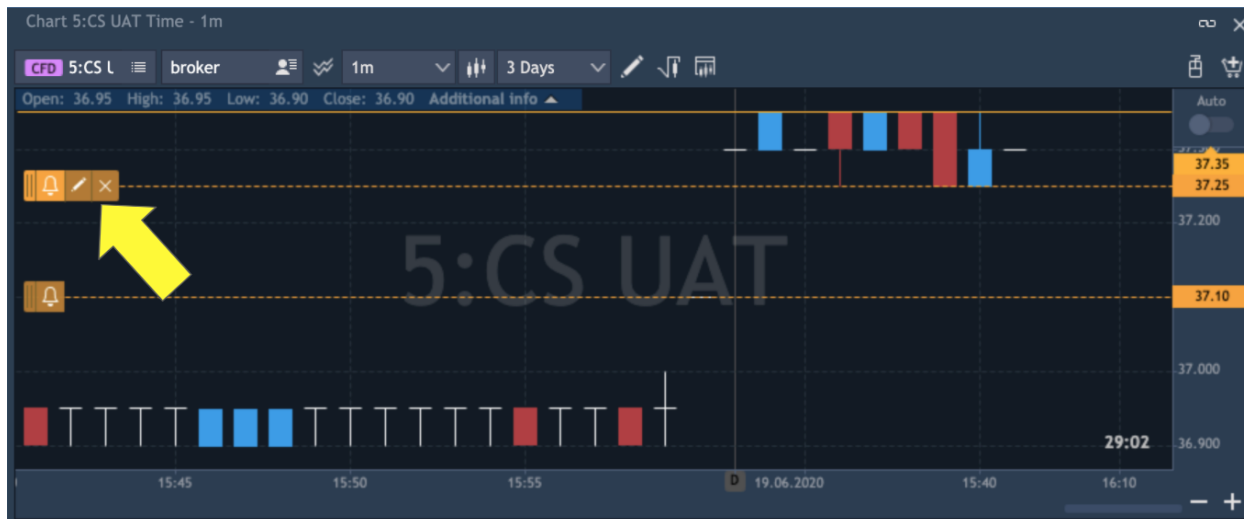 Chart 5:CS UAT Time - 1m
CFD 5:CS U broker 1m 3 Days
Open: 36.95 High: 36.95 Low: 36.90 Close: 36.90 Additional info
Auto
37.35
37.25
37.200
5:CS UAT
37.10
37.000
29:02
36.900
15:45 15:50 15:55 D 19.06.2020 15:40 16:10